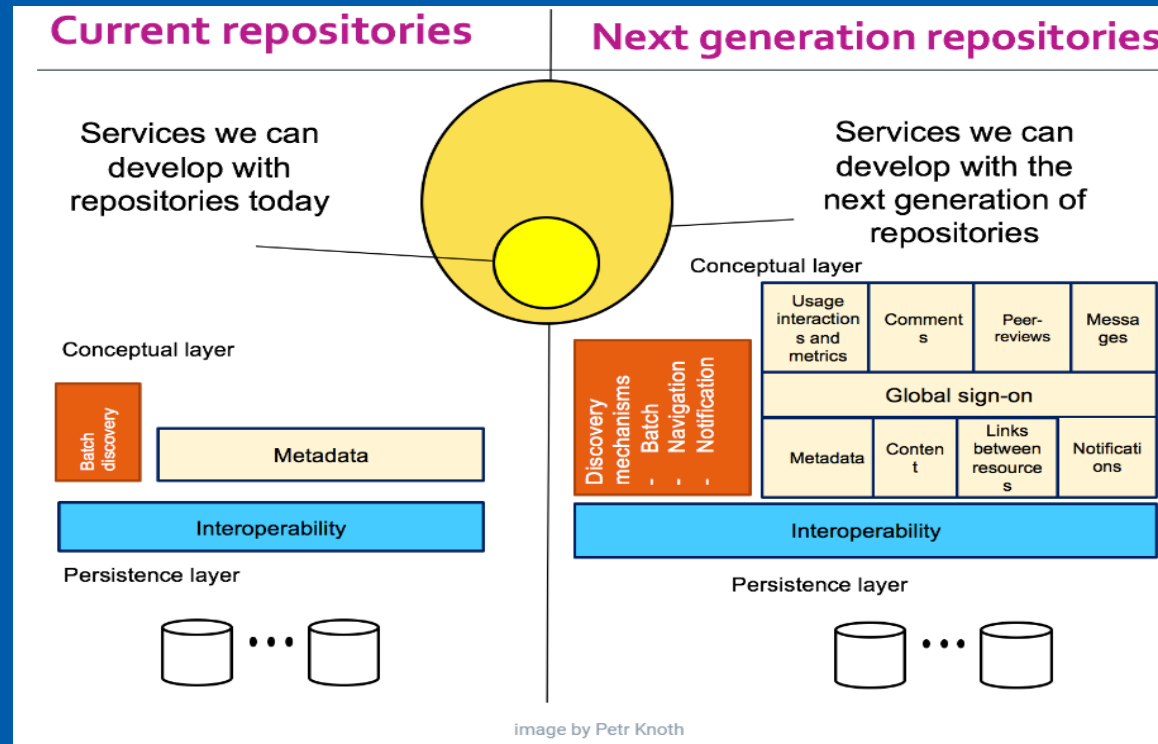 Current repositories
Next generation repositories
Services we can
develop with
repositories today
Services we can
develop with the
next generation of
repositories
Conceptual layer
Batch
discovery
Metadata
Interoperability
Persistence layer
Conceptual layer
Discovery
mechanisms
- Batch
- Navigation
- Notification
Usage
interaction
s and
metrics
Comment
s
Peer-
reviews
Messa
ges
Global sign-on
Metadata
Conten
t
Links
between
resource
s
Notificati
ons
Interoperability
Persistence layer
image by Petr Knoth